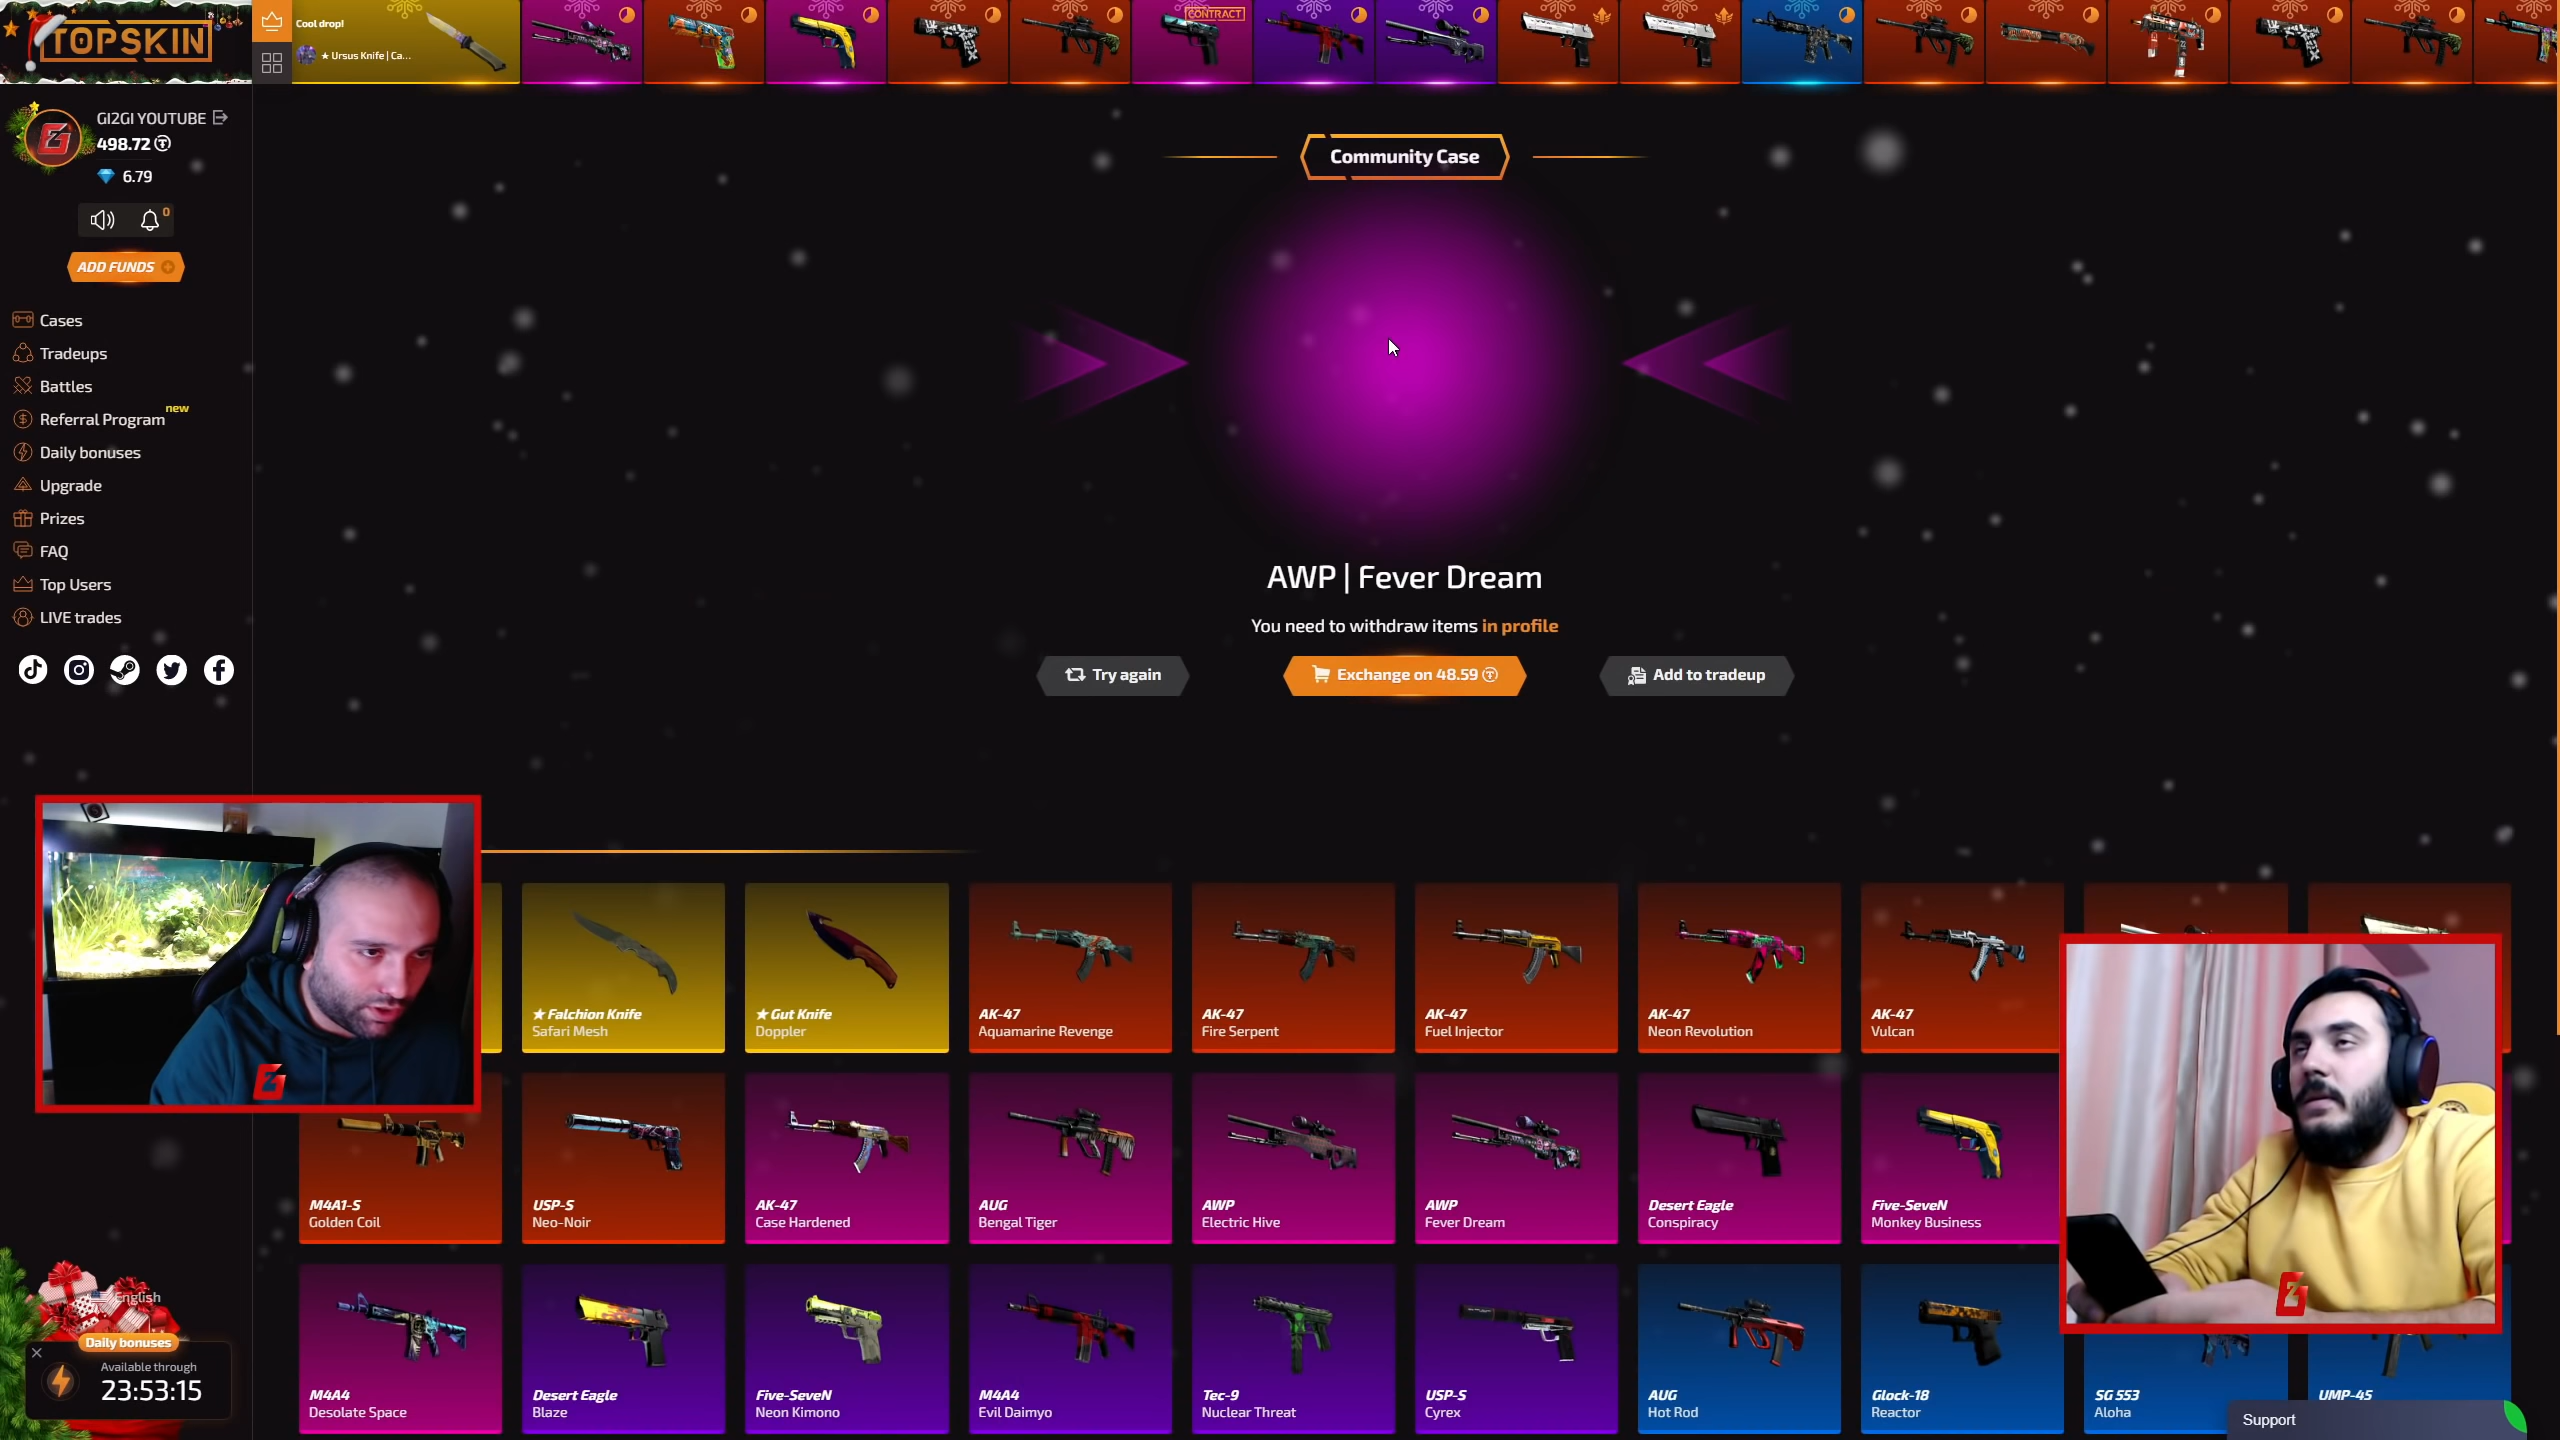 TOPSKIN
Cool drop!
★ Ursus Knife | Ca...
CONTRACT
GI2GI YOUTUBE
498.72
6.79
0
ADD FUNDS
Cases
Tradeups
Battles
Referral Program new
Daily bonuses
Upgrade
Prizes
FAQ
Top Users
LIVE trades
Community Case
AWP | Fever Dream
You need to withdraw items in profile
Try again
Exchange on 48.59
Add to tradeup
★ Falchion Knife
Safari Mesh
★ Gut Knife
Doppler
AK-47
Aquamarine Revenge
AK-47
Fire Serpent
AK-47
Fuel Injector
AK-47
Neon Revolution
AK-47
Vulcan
M4A1-S
Golden Coil
USP-S
Neo-Noir
AK-47
Case Hardened
AUG
Bengal Tiger
AWP
Electric Hive
AWP
Fever Dream
Desert Eagle
Conspiracy
Five-SeveN
Monkey Business
M4A4
Desolate Space
Desert Eagle
Blaze
Five-SeveN
Neon Kimono
M4A4
Evil Daimyo
Tec-9
Nuclear Threat
USP-S
Cyrex
AUG
Hot Rod
Glock-18
Reactor
SG 553
Aloha
UMP-45
English
Daily bonuses
Available through
23:53:15
Support